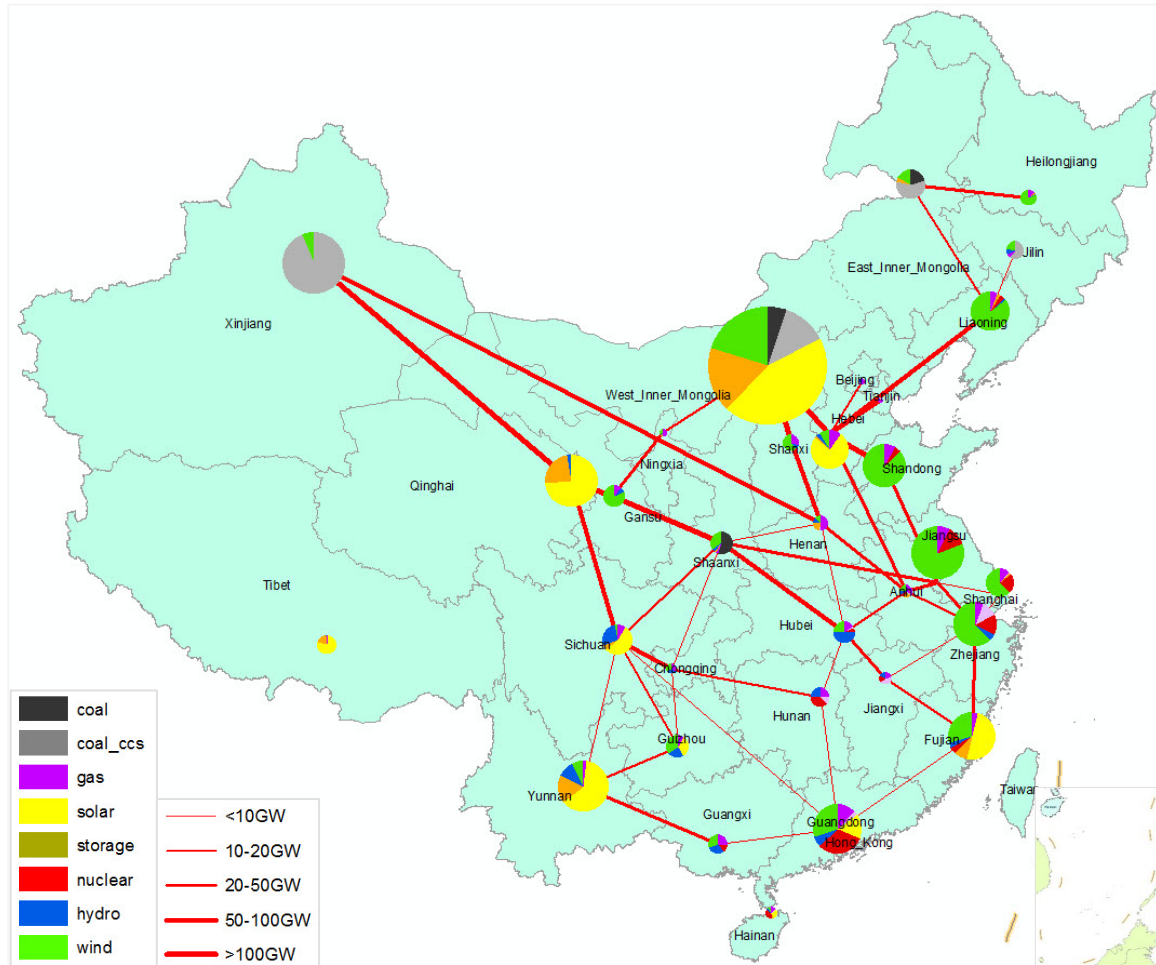 Heilongjiang
Jilin
East_Inner_Mongolia
Xinjiang
Liaoning
Beijing
West_Inner_Mongolia
Tianjin
Hebei
Shanxi
Ningxia
Shandong
Qinghai
Gansu
Henan
Jiangsu
Shaanxi
Tibet
Anhui
Shanghai
Hubei
Sichuan
Zhejiang
Chongqing
Jiangxi
Hunan
Guizhou
Fujian
Yunnan
Taiwan
Guangxi
Guangdong
Hong_Kong
Hainan
coal
coal_ccs
gas
solar
storage
nuclear
hydro
wind
<10GW
10-20GW
20-50GW
50-100GW
>100GW